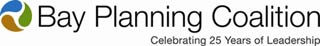 Bay Planning Coalition
Celebrating 25 Years of Leadership